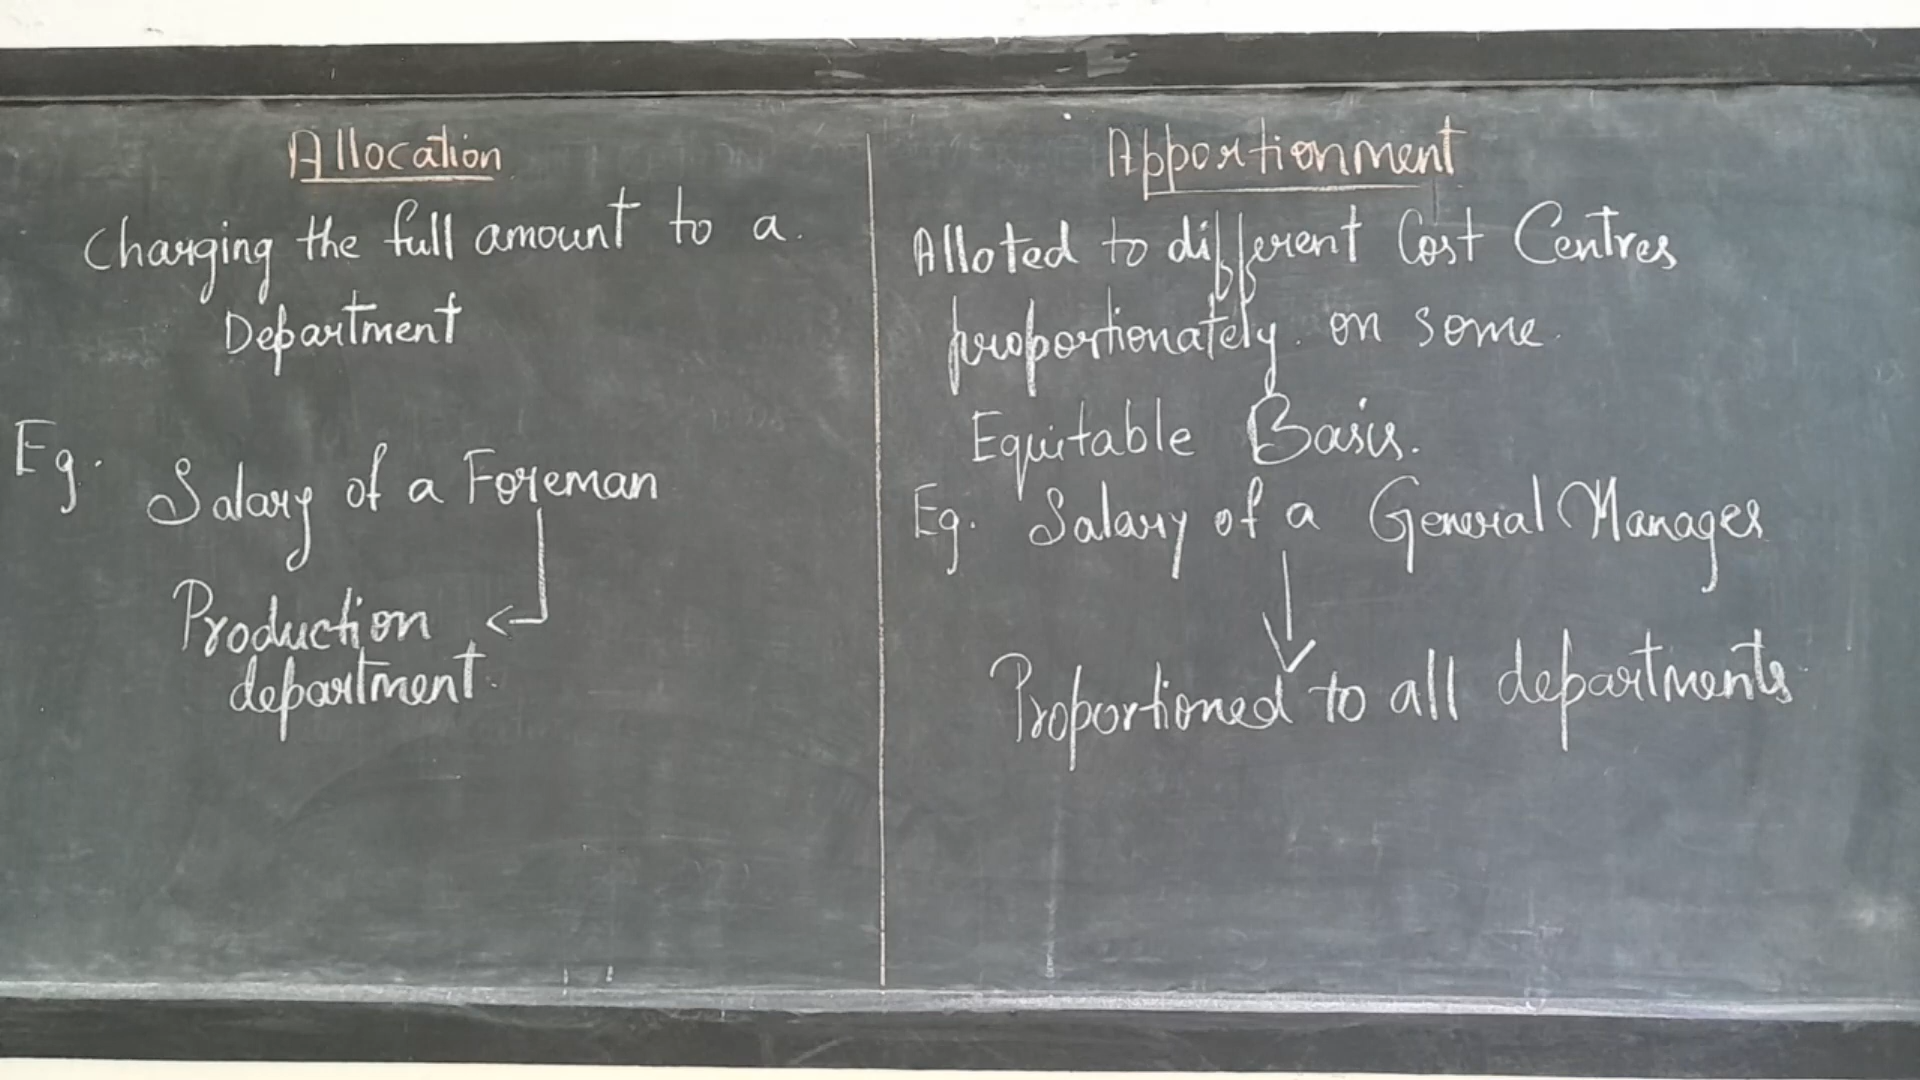 Allocation
Charging the full amount to a
Department
Eg. Salary of a Foreman
Production
department.
Apportionment
Alloted to different Cost Centres
proportionately on some
Equitable Basis.
Eg. Salary of a General Manager
Proportioned to all departments